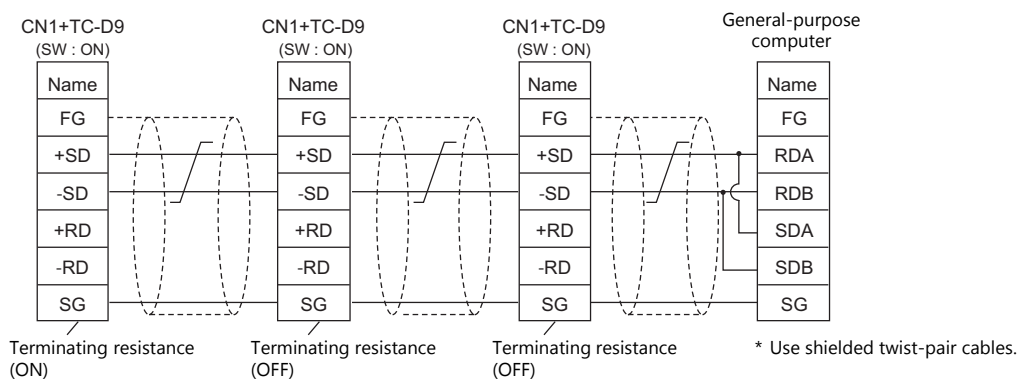 CN1+TC-D9
(SW : ON)
CN1+TC-D9
(SW : ON)
CN1+TC-D9
(SW : ON)
General-purpose
computer
Name
Name
Name
Name
FG
FG
FG
FG
+SD
+SD
+SD
RDA
-SD
-SD
-SD
RDB
+RD
+RD
+RD
SDA
-RD
-RD
-RD
SDB
SG
SG
SG
SG
Terminating resistance
(ON)
Terminating resistance
(OFF)
Terminating resistance
(OFF)
* Use shielded twist-pair cables.